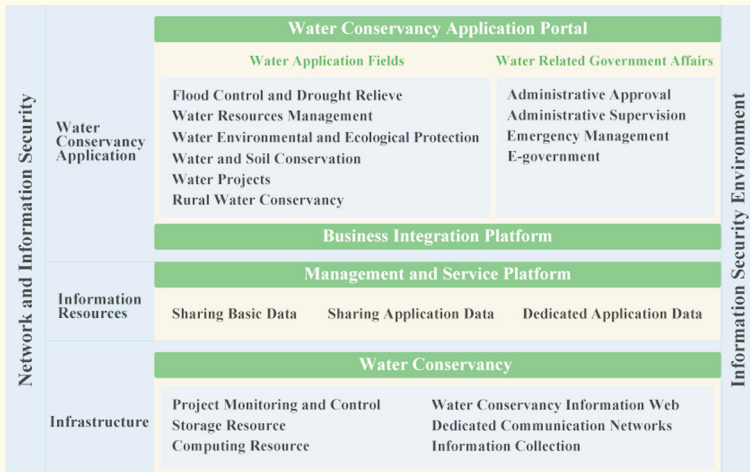 Network and Information Security
Water Conservancy Application Portal
Water
Conservancy
Application
Water Application Fields
Flood Control and Drought Relieve
Water Resources Management
Water Environmental and Ecological Protection
Water and Soil Conservation
Water Projects
Rural Water Conservancy
Water Related Government Affairs
Administrative Approval
Administrative Supervision
Emergency Management
E-government
Business Integration Platform
Information
Resources
Management and Service Platform
Sharing Basic Data
Sharing Application Data
Dedicated Application Data
Infrastructure
Water Conservancy
Project Monitoring and Control
Storage Resource
Computing Resource
Water Conservancy Information Web
Dedicated Communication Networks
Information Collection
Information Security Environment